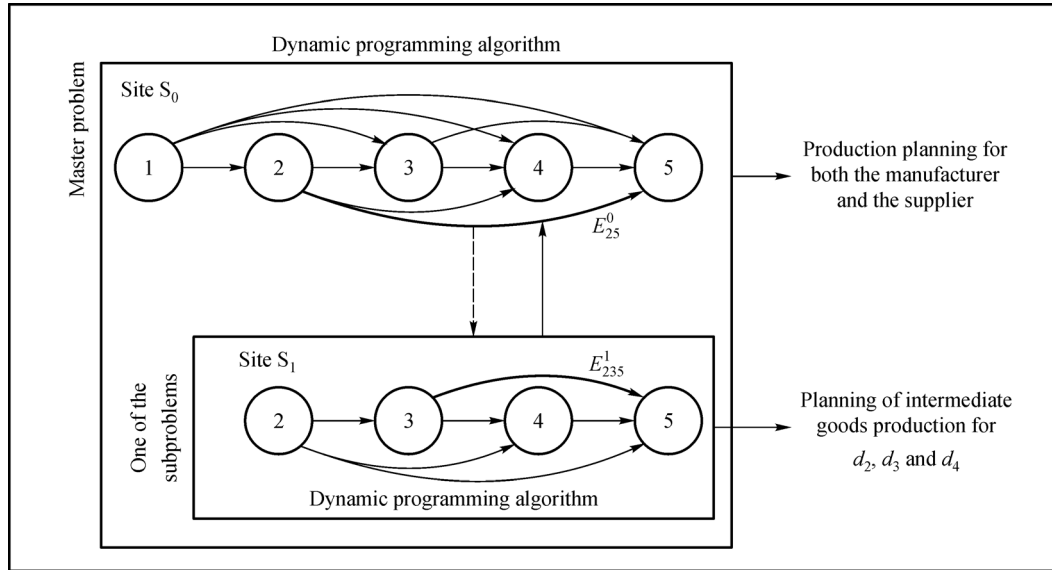 Dynamic programming algorithm
Master problem
Site S₀
1
2
3
4
5
E⁰₂₅
Production planning for
both the manufacturer
and the supplier
One of the
subproblems
Site S₁
E¹₂₃₅
2
3
4
5
Dynamic programming algorithm
Planning of intermediate
goods production for
d₂, d₃ and d₄